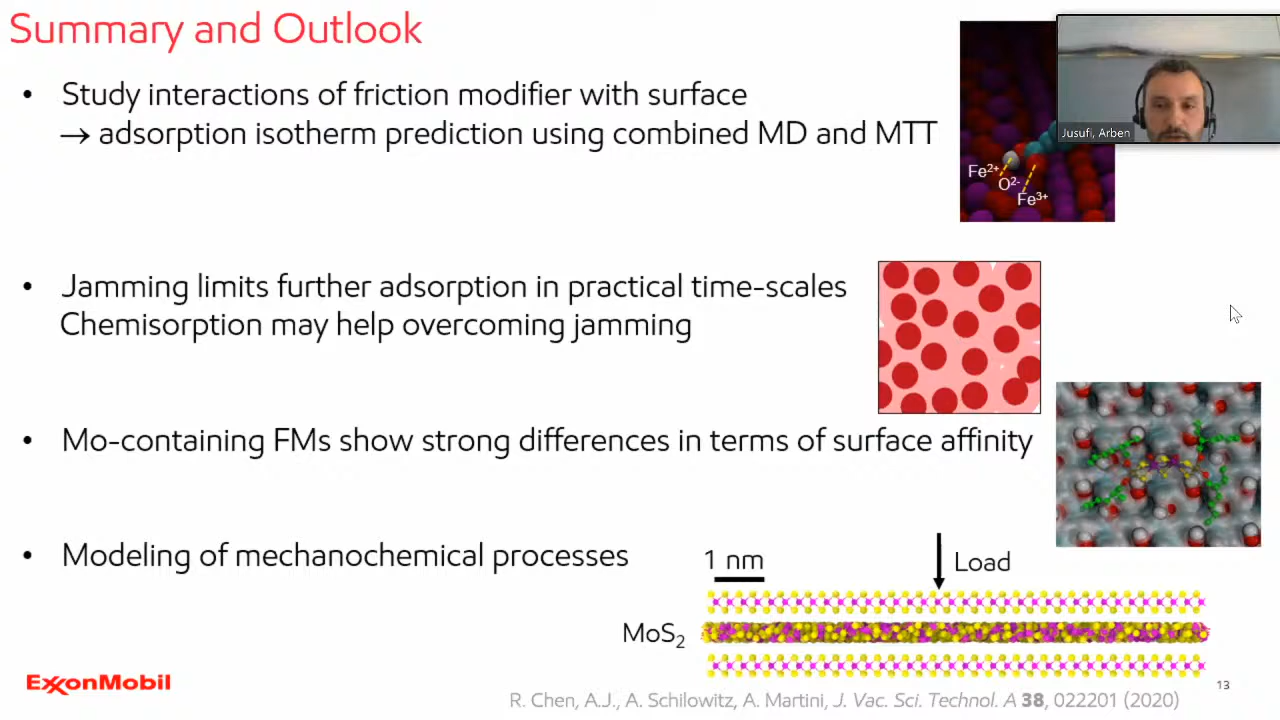 Summary and Outlook
• Study interactions of friction modifier with surface
→ adsorption isotherm prediction using combined MD and MTT
Jusufi, Arben
Fe2+
O2-
Fe3+
• Jamming limits further adsorption in practical time-scales
Chemisorption may help overcoming jamming
• Mo-containing FMs show strong differences in terms of surface affinity
• Modeling of mechanochemical processes
1 nm
Load
MoS2
ExxonMobil
13
R. Chen, A.J., A. Schilowitz, A. Martini, J. Vac. Sci. Technol. A 38, 022201 (2020)